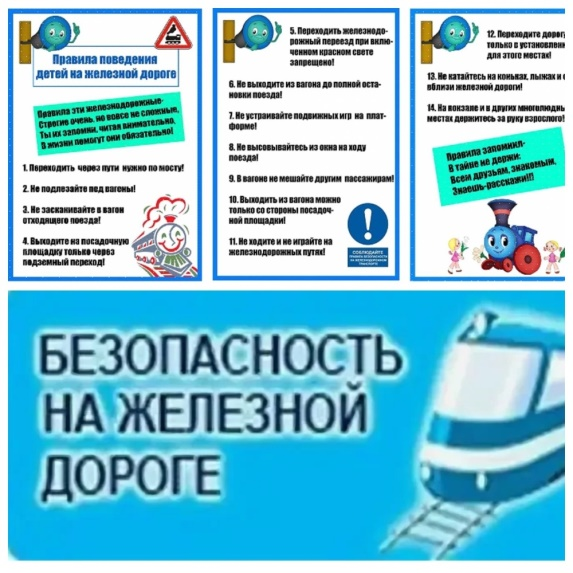 Правила поведения
детей на железной дороге
Правила эти железнодорожные-
Строгие очень, но вовсе не сложные,
Ты их запомни, читая внимательно,
В жизни помогут они обязательно!
1. Переходить через пути нужно по мосту!
2. Не подлезайте под вагоны!
3. Не заскакивайте в вагон
отходящего поезда!
4. Выходите на посадочную
площадку только через
подземный переход!
5. Переходить железнодо-
рожный переезд при вклю-
ченном красном свете
запрещено!
6. Не выходите из вагона до полной оста-
новки поезда!
7. Не устраивайте подвижных игр на плат-
форме!
8. Не высовывайтесь из окна на ходу
поезда!
9. В вагоне не мешайте другим пассажирам!
10. Выходить из вагона можно
только со стороны посадоч-
ной площадки!
11. Не ходите и не играйте на
железнодорожных путях!
СОБЛЮДАЙТЕ
ПРАВИЛА БЕЗОПАСНОСТИ
НА ЖЕЛЕЗНОДОРОЖНОМ
ТРАНСПОРТЕ
12. Переходите
только в
для этого местах!
13. Не катайтесь на коньках, лыжах и
вблизи железной дороги!
14. На вокзале и в других
местах держитесь за руку взрослого!
Правила запомнил-
В тайне не держи:
Всем друзьям, знакомым,
Знаешь-расскажи!!!
БЕЗОПАСНОСТЬ
НА ЖЕЛЕЗНОЙ
ДОРОГЕ